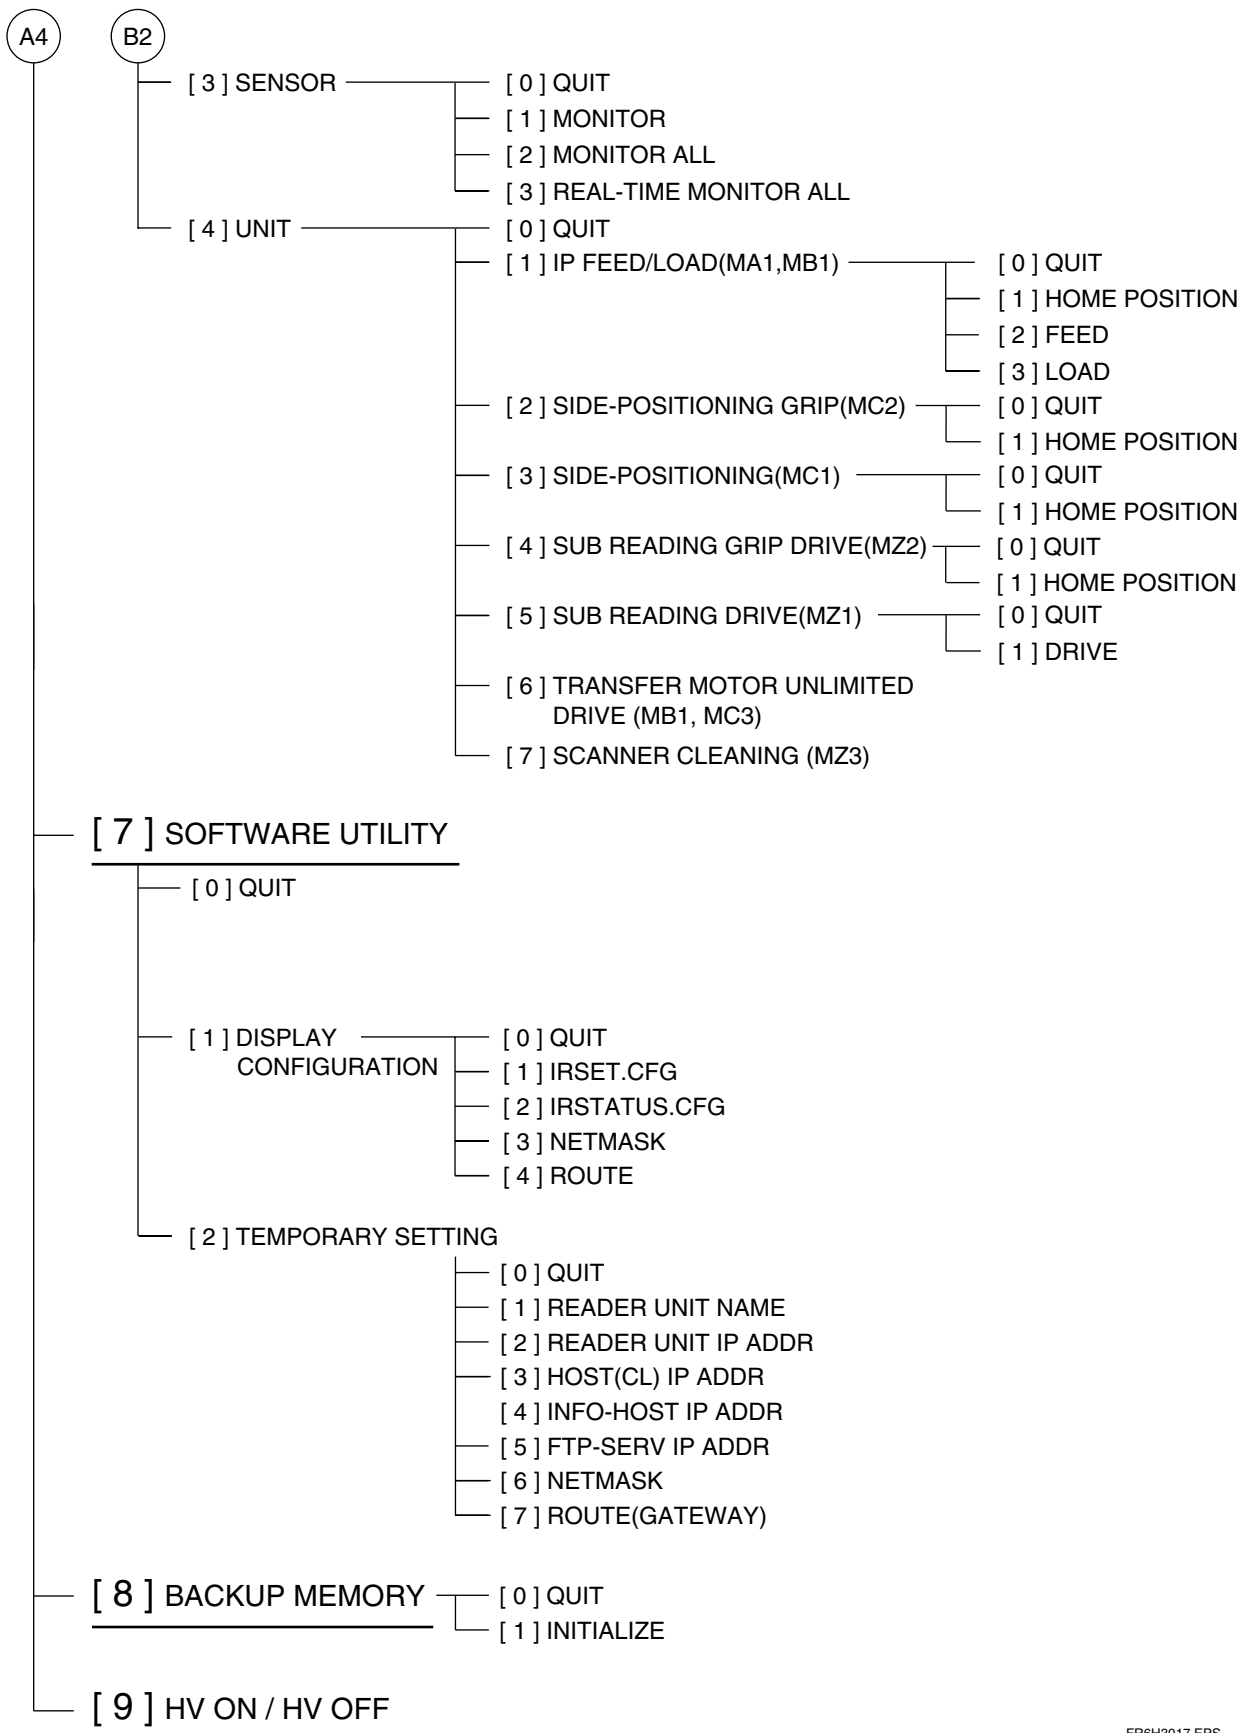 A4
B2
[ 3 ] SENSOR
[ 0 ] QUIT
[ 1 ] MONITOR
[ 2 ] MONITOR ALL
[ 3 ] REAL-TIME MONITOR ALL
[ 4 ] UNIT
[ 0 ] QUIT
[ 1 ] IP FEED/LOAD(MA1,MB1)
[ 0 ] QUIT
[ 1 ] HOME POSITION
[ 2 ] FEED
[ 3 ] LOAD
[ 2 ] SIDE-POSITIONING GRIP(MC2)
[ 0 ] QUIT
[ 1 ] HOME POSITION
[ 3 ] SIDE-POSITIONING(MC1)
[ 0 ] QUIT
[ 1 ] HOME POSITION
[ 4 ] SUB READING GRIP DRIVE(MZ2)
[ 0 ] QUIT
[ 1 ] HOME POSITION
[ 5 ] SUB READING DRIVE(MZ1)
[ 0 ] QUIT
[ 1 ] DRIVE
[ 6 ] TRANSFER MOTOR UNLIMITED
DRIVE (MB1, MC3)
[ 7 ] SCANNER CLEANING (MZ3)
[ 7 ] SOFTWARE UTILITY
[ 0 ] QUIT
[ 1 ] DISPLAY
CONFIGURATION
[ 0 ] QUIT
[ 1 ] IRSET.CFG
[ 2 ] IRSTATUS.CFG
[ 3 ] NETMASK
[ 4 ] ROUTE
[ 2 ] TEMPORARY SETTING
[ 0 ] QUIT
[ 1 ] READER UNIT NAME
[ 2 ] READER UNIT IP ADDR
[ 3 ] HOST(CL) IP ADDR
[ 4 ] INFO-HOST IP ADDR
[ 5 ] FTP-SERV IP ADDR
[ 6 ] NETMASK
[ 7 ] ROUTE(GATEWAY)
[ 8 ] BACKUP MEMORY
[ 0 ] QUIT
[ 1 ] INITIALIZE
[ 9 ] HV ON / HV OFF